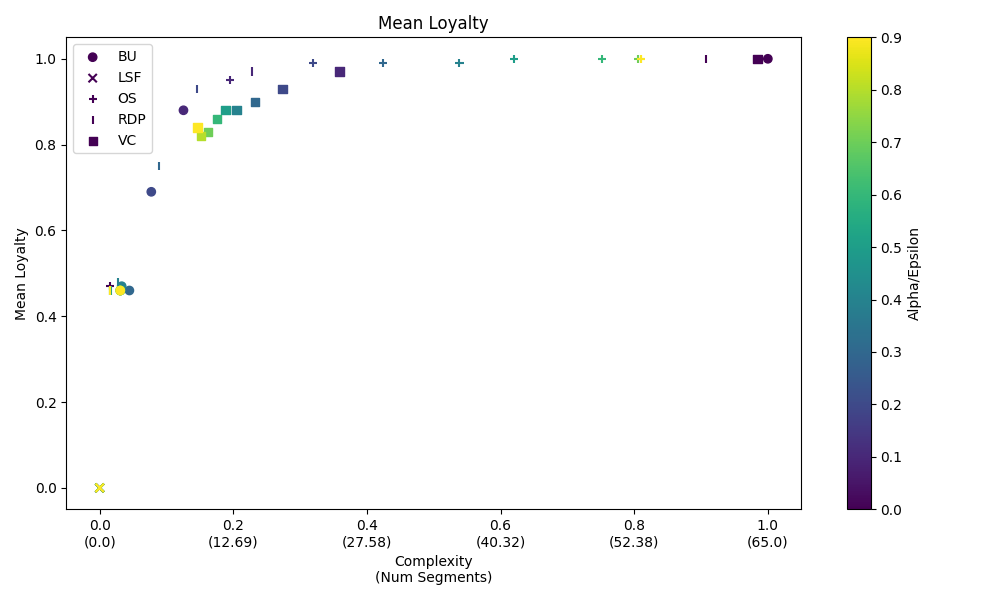 Mean Loyalty
BU
LSF
OS
RDP
VC
Mean Loyalty
1.0
0.8
0.6
0.4
0.2
0.0
0.0 0.2 0.4 0.6 0.8 1.0
(0.0) (12.69) (27.58) (40.32) (52.38) (65.0)
Complexity
(Num Segments)
0.9
0.8
0.7
0.6
0.5
0.4
0.3
0.2
0.1
0.0
Alpha/Epsilon